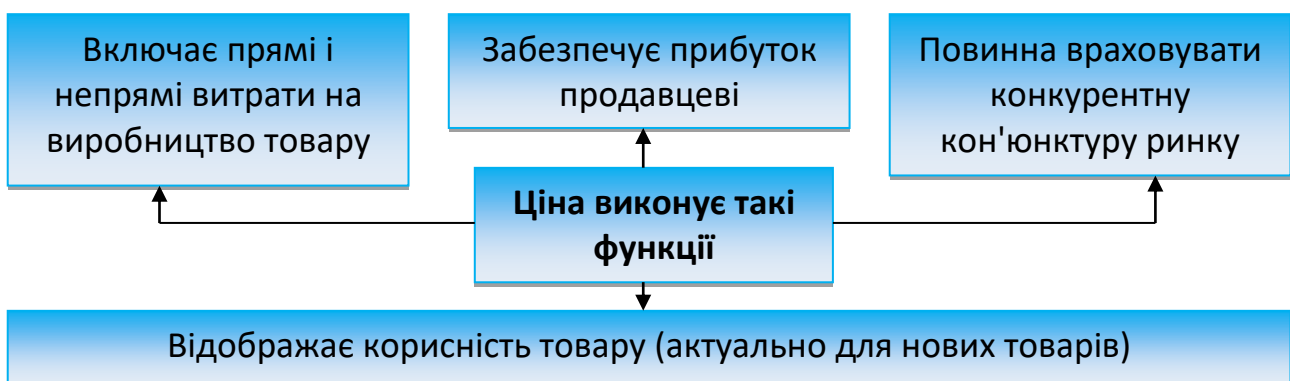 Включає прямі і
непрямі витрати на
виробництво товару
Забезпечує прибуток
продавцеві
Повинна враховувати
конкурентну
кон'юнктуру ринку
Ціна виконує такі
функції
Відображає корисність товару (актуально для нових товарів)